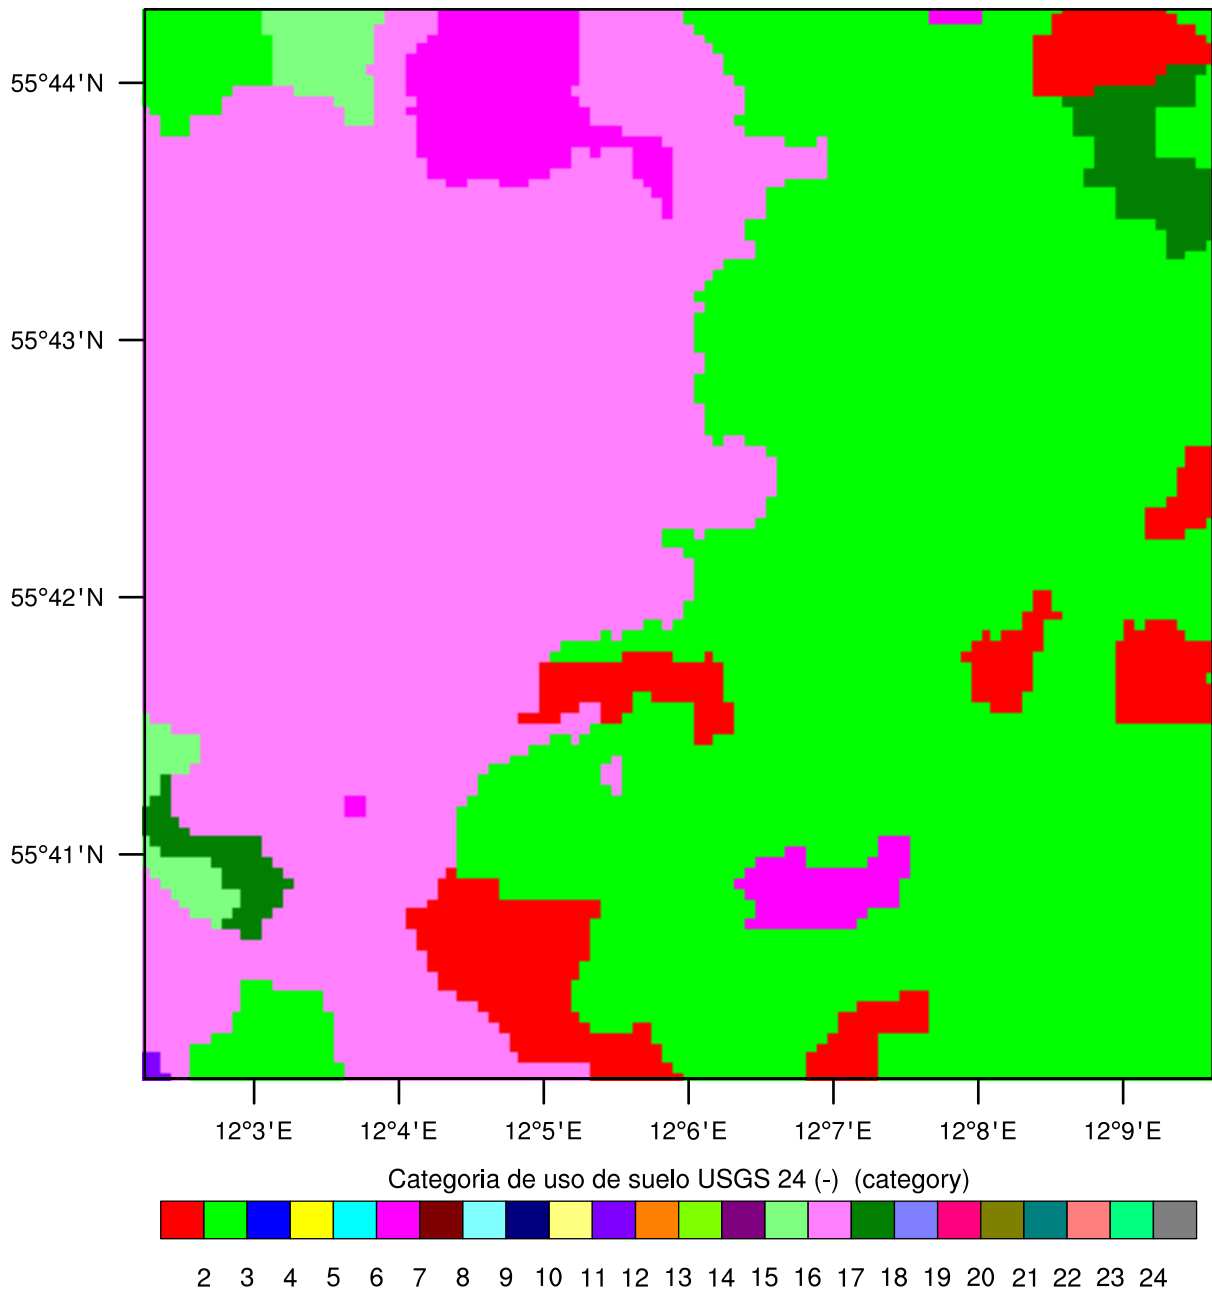 55°44'N
55°43'N
55°42'N
55°41'N
12°3'E 12°4'E 12°5'E 12°6'E 12°7'E 12°8'E 12°9'E
Categoria de uso de suelo USGS 24 (-) (category)
2 3 4 5 6 7 8 9 10 11 12 13 14 15 16 17 18 19 20 21 22 23 24